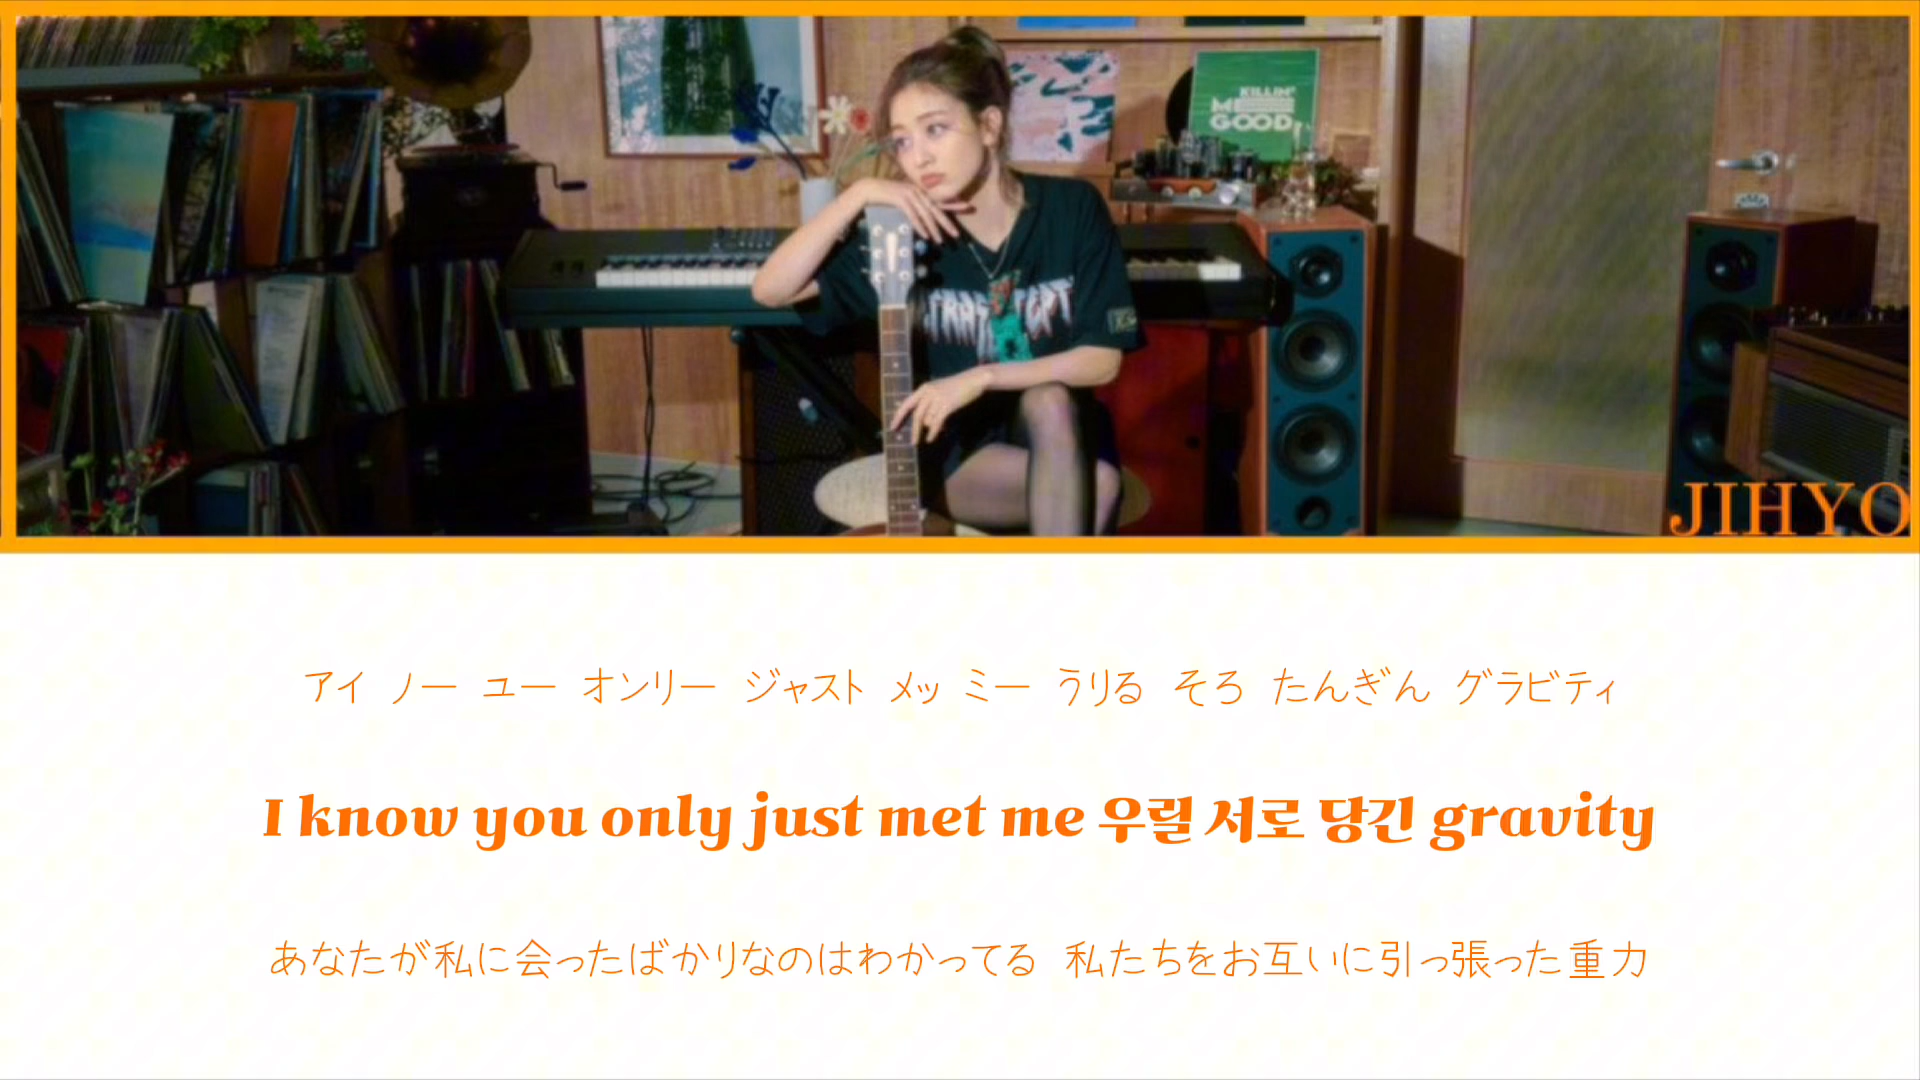 KILLIN'
ME
GOOD
JIHYO
アイ ノー ユー オンリー ジャスト メッ ミー うりる そろ たんぎん グラビティ
I know you only just met me 우릴 서로 당긴 gravity
あなたが私に会ったばかりなのはわかってる 私たちをお互いに引っ張った重力